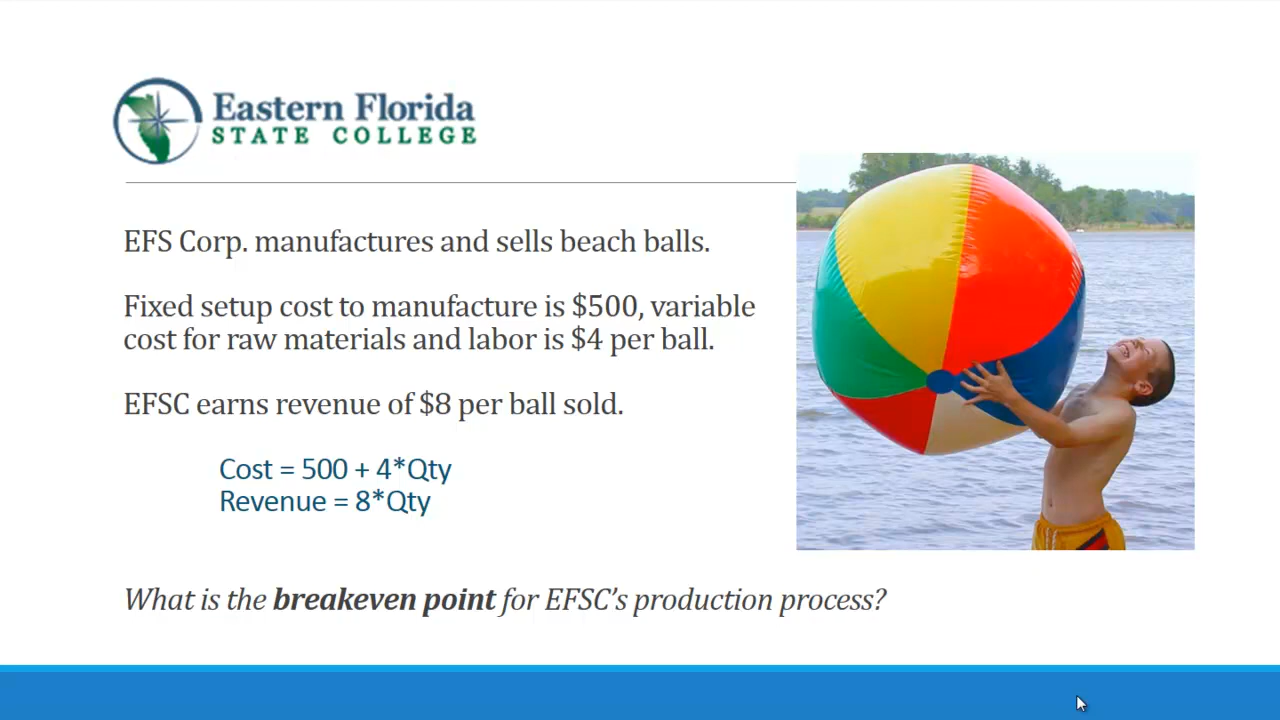 Eastern Florida
STATE COLLEGE
EFS Corp. manufactures and sells beach balls.
Fixed setup cost to manufacture is $500, variable
cost for raw materials and labor is $4 per ball.
EFSC earns revenue of $8 per ball sold.
Cost = 500 + 4*Qty
Revenue = 8*Qty
What is the breakeven point for EFSC's production process?